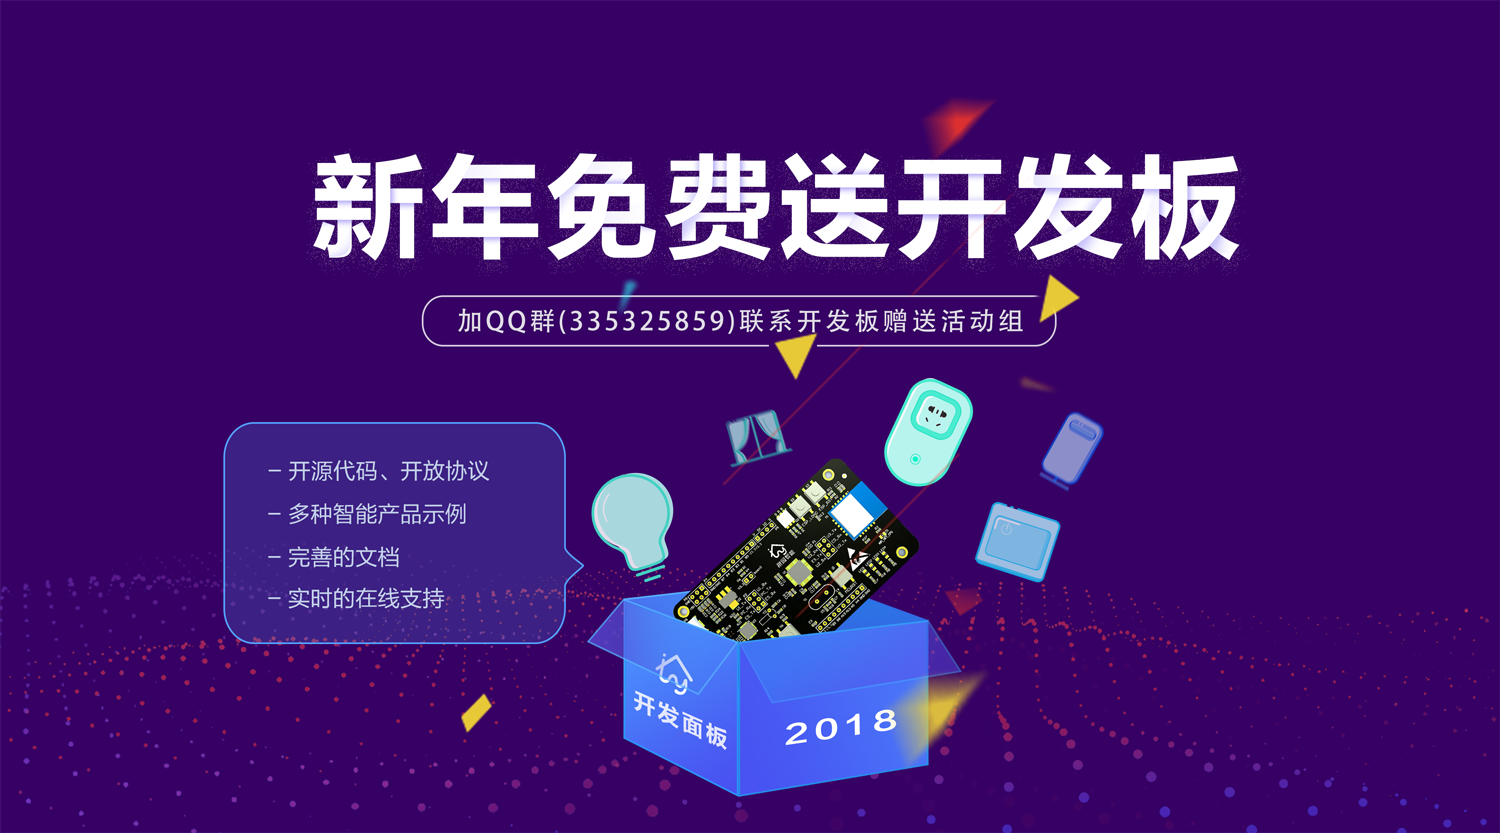 新年免费送开发板
加QQ群(335325859)联系开发板赠送活动组
– 开源代码、开放协议
– 多种智能产品示例
– 完善的文档
– 实时的在线支持
开发面板
2018